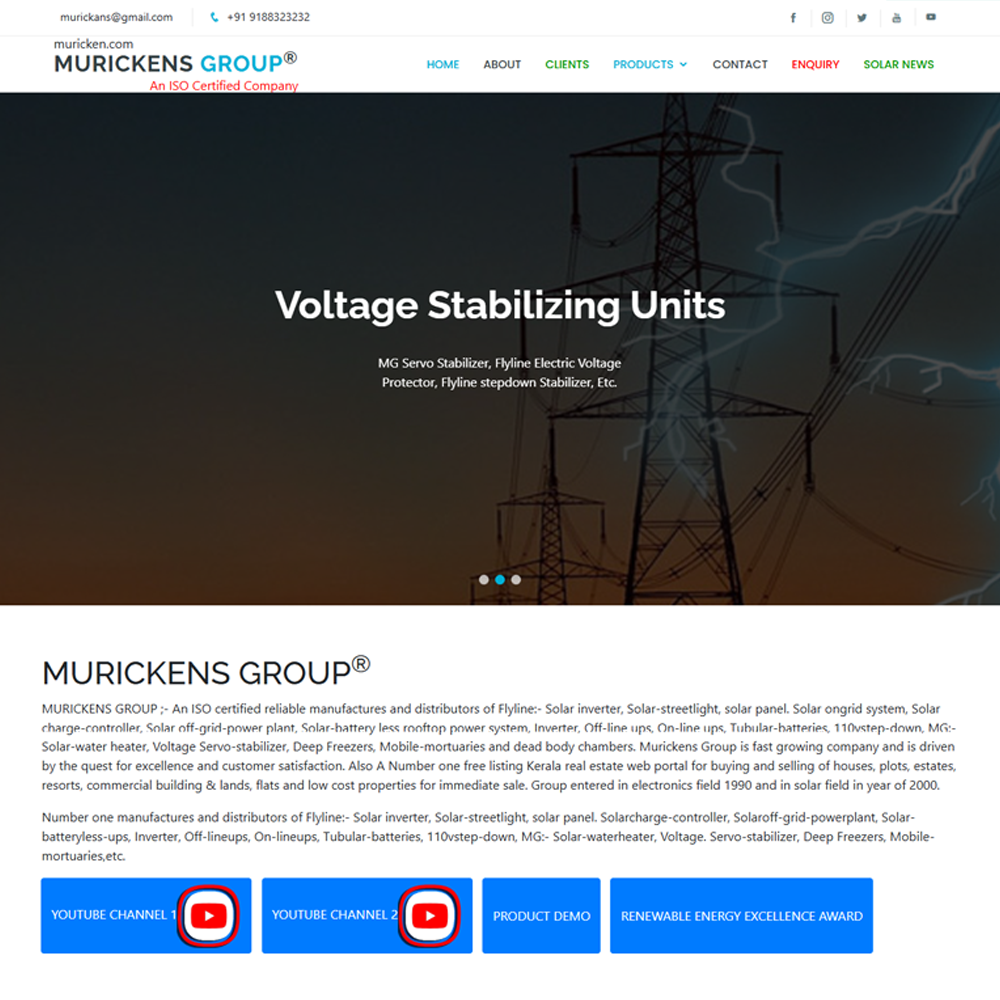 murickans@gmail.com +91 9188323232
muricken.com
MURICKENS GROUP®
An ISO Certified Company
HOME ABOUT CLIENTS PRODUCTS CONTACT ENQUIRY SOLAR NEWS
Voltage Stabilizing Units
MG Servo Stabilizer, Flyline Electric Voltage
Protector, Flyline stepdown Stabilizer, Etc.
MURICKENS GROUP®
MURICKENS GROUP ;- An ISO certified reliable manufactures and distributors of Flyline:- Solar inverter, Solar-streetlight, solar panel. Solar ongrid system, Solar
charge-controller, Solar off-grid-power plant, Solar-battery less rooftop power system, Inverter, Off-line ups, On-line ups, Tubular-batteries, 110vstep-down, MG:-
Solar-water heater, Voltage Servo-stabilizer, Deep Freezers, Mobile-mortuaries and dead body chambers. Murickens Group is fast growing company and is driven
by the quest for excellence and customer satisfaction. Also A Number one free listing Kerala real estate web portal for buying and selling of houses, plots, estates,
resorts, commercial building & lands, flats and low cost properties for immediate sale. Group entered in electronics field 1990 and in solar field in year of 2000.
Number one manufactures and distributors of Flyline:- Solar inverter, Solar-streetlight, solar panel. Solarcharge-controller, Solaroff-grid-powerplant, Solar-
batteryless-ups, Inverter, Off-lineups, On-lineups, Tubular-batteries, 110vstep-down, MG:- Solar-waterheater, Voltage. Servo-stabilizer, Deep Freezers, Mobile-
mortuaries,etc.
YOUTUBE CHANNEL 1 YOUTUBE CHANNEL 2 PRODUCT DEMO RENEWABLE ENERGY EXCELLENCE AWARD